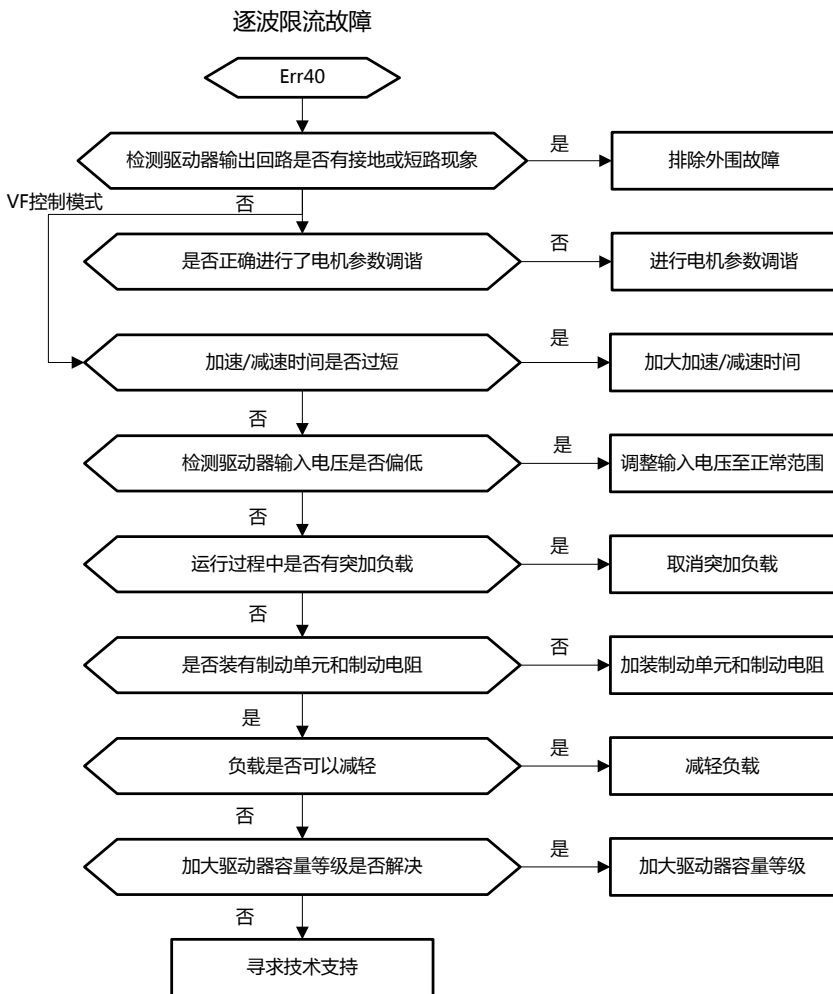 逐波限流故障
Err40
检测驱动器输出回路是否有接地或短路现象
是
排除外围故障
VF控制模式
否
是否正确进行了电机参数调谐
否
进行电机参数调谐
加速/减速时间是否过短
是
加大加速/减速时间
否
检测驱动器输入电压是否偏低
是
调整输入电压至正常范围
否
运行过程中是否有突加负载
是
取消突加负载
否
是否装有制动单元和制动电阻
否
加装制动单元和制动电阻
是
负载是否可以减轻
是
减轻负载
否
加大驱动器容量等级是否解决
是
加大驱动器容量等级
否
寻求技术支持